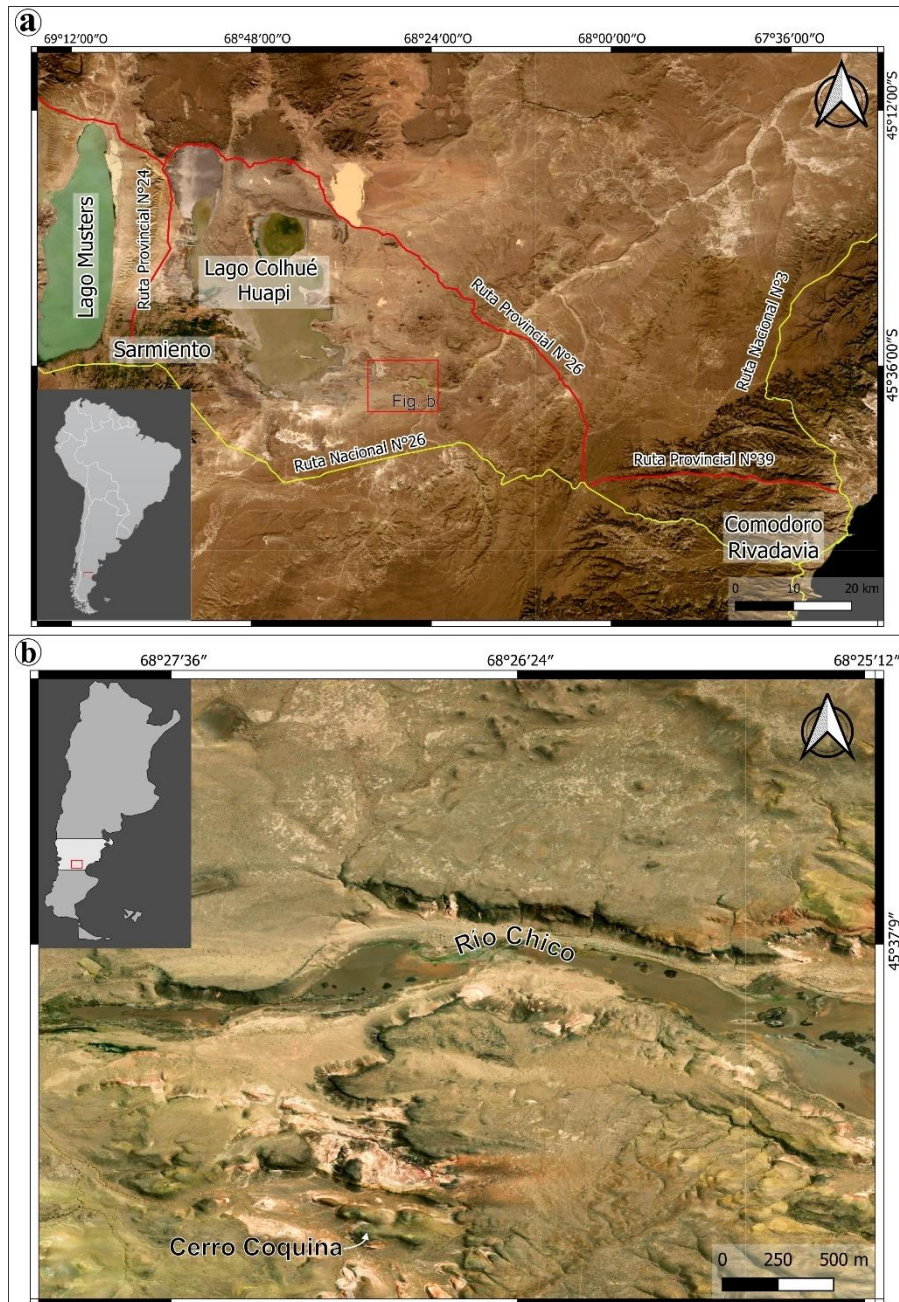 a
69°12'00"O
68°48'00"O
68°24'00"O
68°00'00"O
67°36'00"O
45°12'00"S
45°36'00"S
Lago Musters
Ruta Provincial N°24
Lago Colhué
Huapi
Sarmiento
Ruta Provincial N°26
Ruta Nacional N°3
Fig. b
Ruta Nacional N°26
Ruta Provincial N°39
Comodoro
Rivadavia
0 10 20 km
b
68°27'36"
68°26'24"
68°25'12"
45°37'9"
Río Chico
Cerro Coquina
0 250 500 m